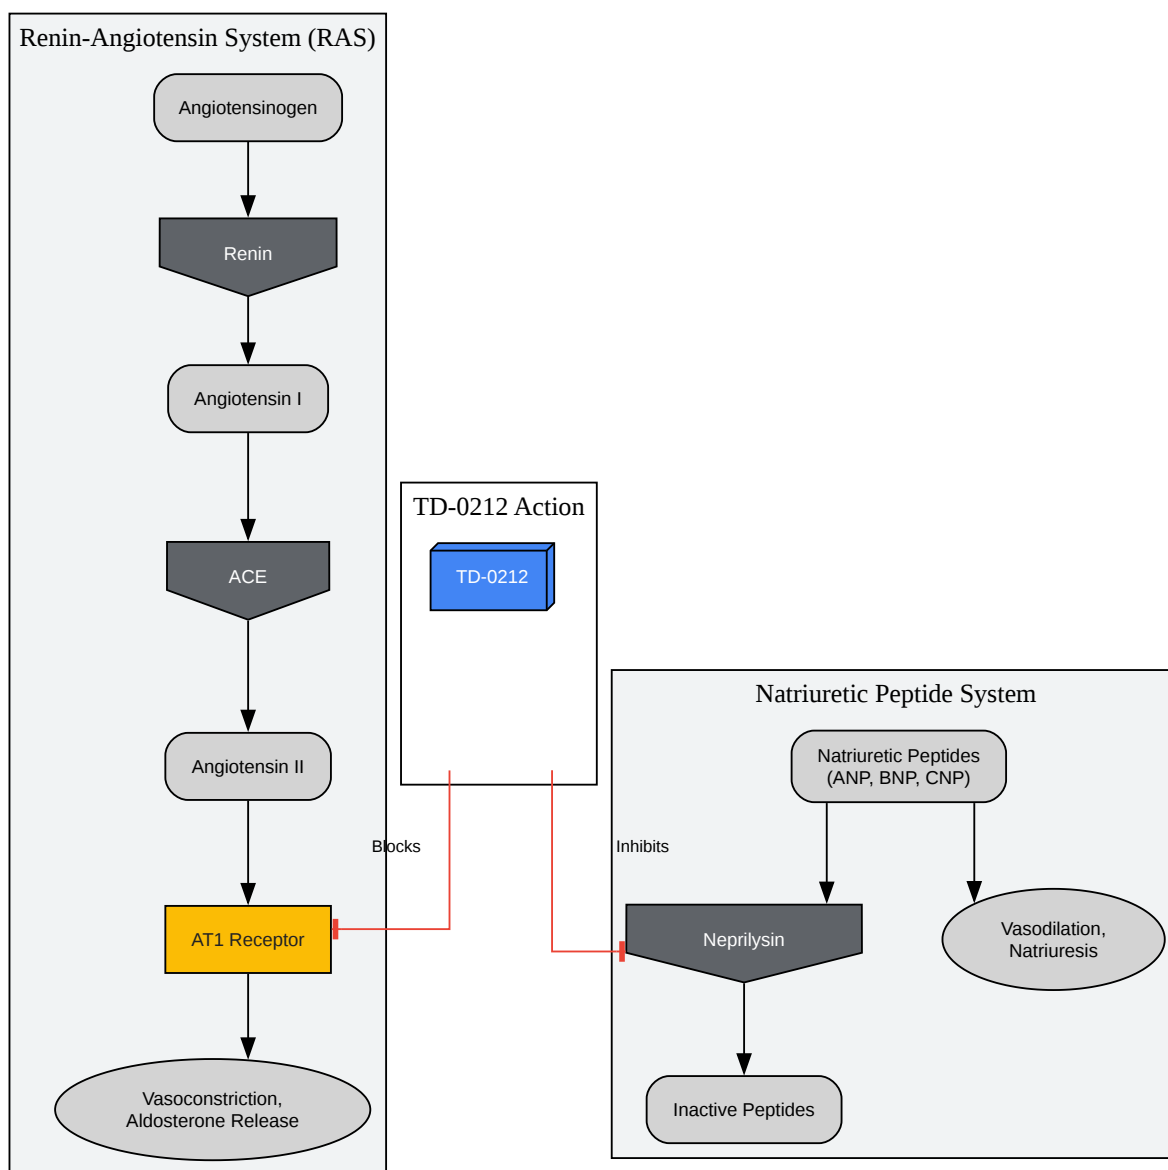 Renin-Angiotensin System (RAS)
Angiotensinogen
Renin
Angiotensin I
ACE
Angiotensin II
AT1 Receptor
Vasoconstriction,
Aldosterone Release
TD-0212 Action
TD-0212
Blocks
Inhibits
Natriuretic Peptide System
Natriuretic Peptides
(ANP, BNP, CNP)
Neprilysin
Vasodilation,
Natriuresis
Inactive Peptides